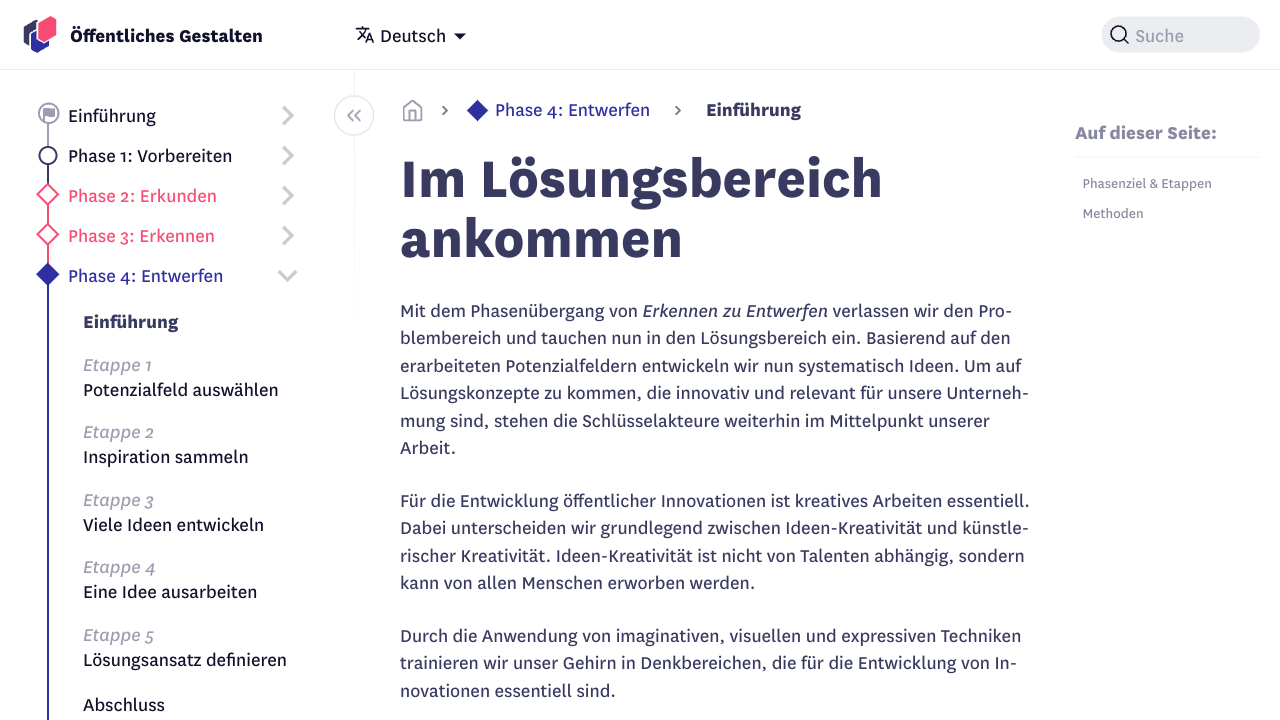 Öffentliches Gestalten
Deutsch
Suche
Einführung
Phase 1: Vorbereiten
Phase 2: Erkunden
Phase 3: Erkennen
Phase 4: Entwerfen
Einführung
Etappe 1
Potenzialfeld auswählen
Etappe 2
Inspiration sammeln
Etappe 3
Viele Ideen entwickeln
Etappe 4
Eine Idee ausarbeiten
Etappe 5
Lösungsansatz definieren
Abschluss
Phase 4: Entwerfen
Einführung
Im Lösungsbereich
ankommen
Mit dem Phasenübergang von Erkennen zu Entwerfen verlassen wir den Pro-
blembereich und tauchen nun in den Lösungsbereich ein. Basierend auf den
erarbeiteten Potenzialfeldern entwickeln wir nun systematisch Ideen. Um auf
Lösungskonzepte zu kommen, die innovativ und relevant für unsere Unterneh-
mung sind, stehen die Schlüsselakteure weiterhin im Mittelpunkt unserer
Arbeit.
Für die Entwicklung öffentlicher Innovationen ist kreatives Arbeiten essentiell.
Dabei unterscheiden wir grundlegend zwischen Ideen-Kreativität und künstle-
rischer Kreativität. Ideen-Kreativität ist nicht von Talenten abhängig, sondern
kann von allen Menschen erworben werden.
Durch die Anwendung von imaginativen, visuellen und expressiven Techniken
trainieren wir unser Gehirn in Denkbereichen, die für die Entwicklung von In-
novationen essentiell sind.
Auf dieser Seite:
Phasenziel & Etappen
Methoden